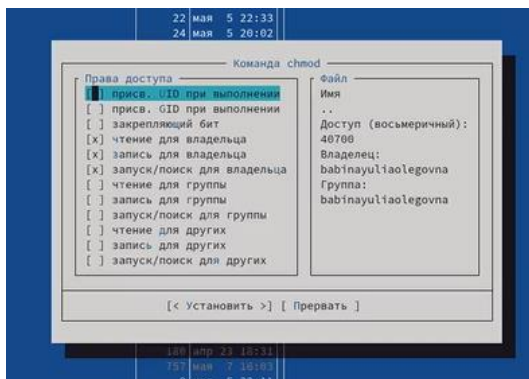 22 мая 5 22:33
24 мая 5 20:02
Команда chmod
Права доступа
[ ] присв. UID при выполнении
[ ] присв. GID при выполнении
[ ] закрепляющий бит
[x] чтение для владельца
[x] запись для владельца
[x] запуск/поиск для владельца
[ ] чтение для группы
[ ] запись для группы
[ ] запуск/поиск для группы
[ ] чтение для других
[ ] запись для других
[ ] запуск/поиск для других
Файл
Имя
..
Доступ (восьмеричный):
40700
Владелец:
babinayuliaolegovna
Группа:
babinayuliaolegovna
[< Установить >] [ Прервать ]
180 апр 23 18:31
757 мая 7 16:03